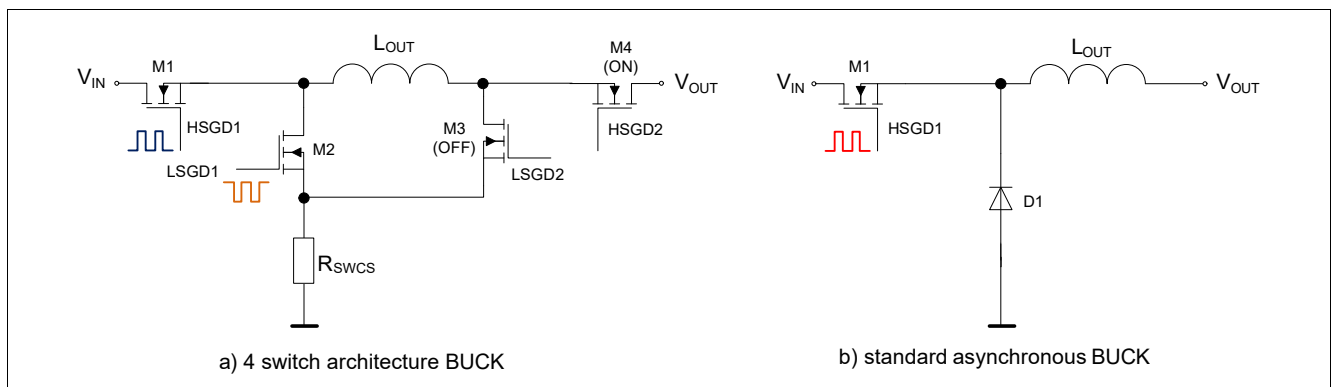 LOUT
M1
VIN
HSGD1
M4
(ON)
VOUT
HSGD2
M3
(OFF)
LSGD2
M2
LSGD1
RSWCS
a) 4 switch architecture BUCK
LOUT
M1
VIN
HSGD1
VOUT
D1
b) standard asynchronous BUCK